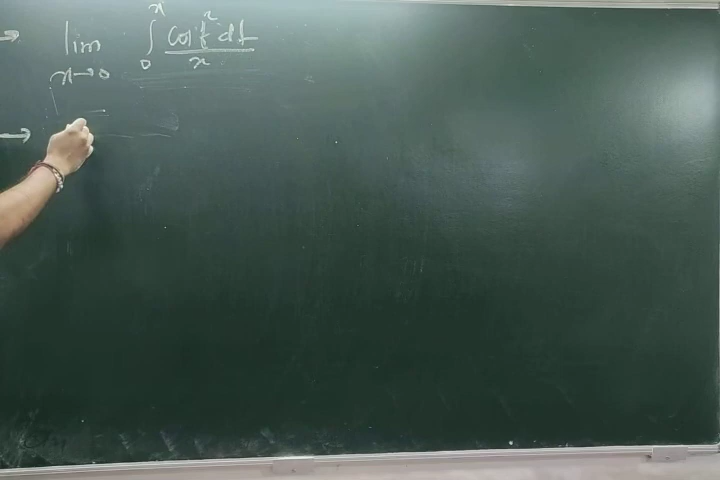 → lim x→0 ∫₀ˣ cos t² dt / x
→